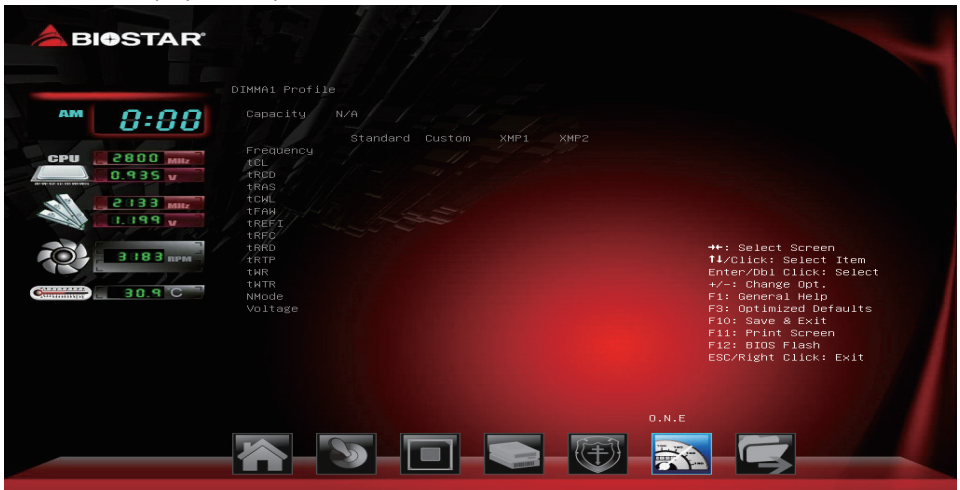 BIOSTAR
DIMMA1 Profile
Capacity N/A
Standard Custom XMP1 XMP2
Frequency
tCL
tRCD
tRAS
tCWL
tFAW
tREFI
tRFC
tRRD
tRTP
tWR
tWTR
NMode
Voltage
AM 0:00
CPU 2800 MHz
0.935 V
2133 MHz
1.199 V
3183 RPM
30.9 C
→←: Select Screen
↑↓/Click: Select Item
Enter/Dbl Click: Select
+/-: Change Opt.
F1: General Help
F3: Optimized Defaults
F10: Save & Exit
F11: Print Screen
F12: BIOS Flash
ESC/Right Click: Exit
O.N.E